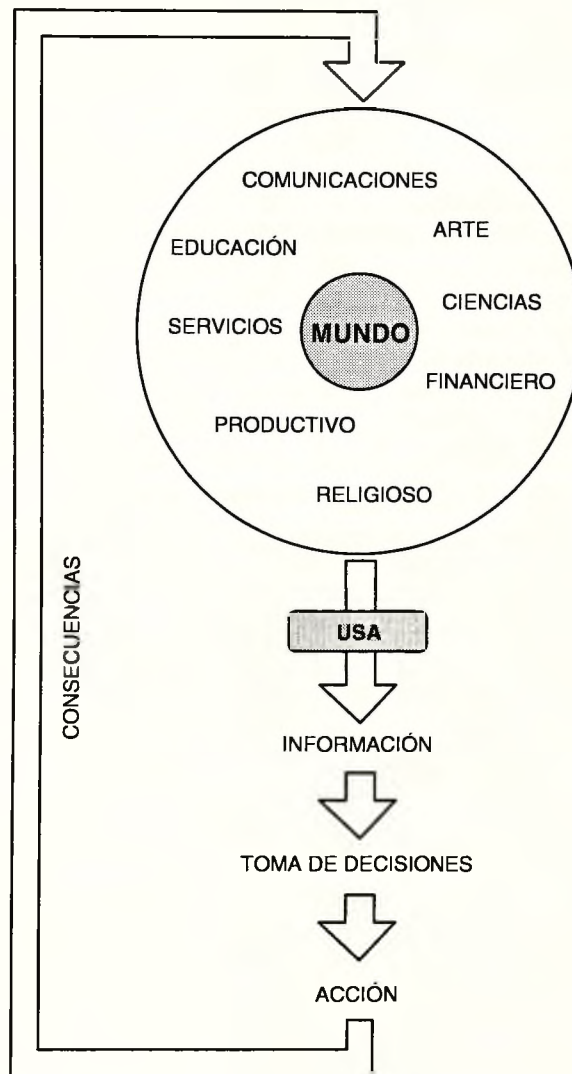 COMUNICACIONES
ARTE
EDUCACIÓN
CIENCIAS
SERVICIOS
MUNDO
FINANCIERO
PRODUCTIVO
RELIGIOSO
CONSECUENCIAS
USA
INFORMACIÓN
TOMA DE DECISIONES
ACCIÓN